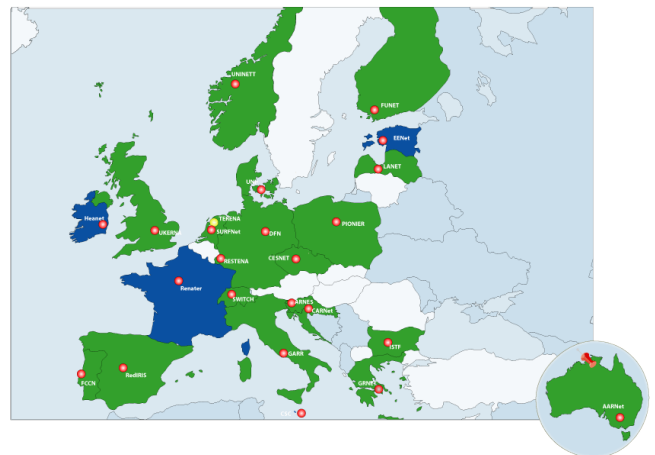 UNINETT
FUNET
EENet
LANET
UNI
TERENA
SURFNet
Heanet
UKERN
DFN
PIONIER
RESTENA
CESNET
Renater
SWITCH
ARNES
CARNet
ISTF
GARR
RedIRIS
FCCN
GRNET
AARNet